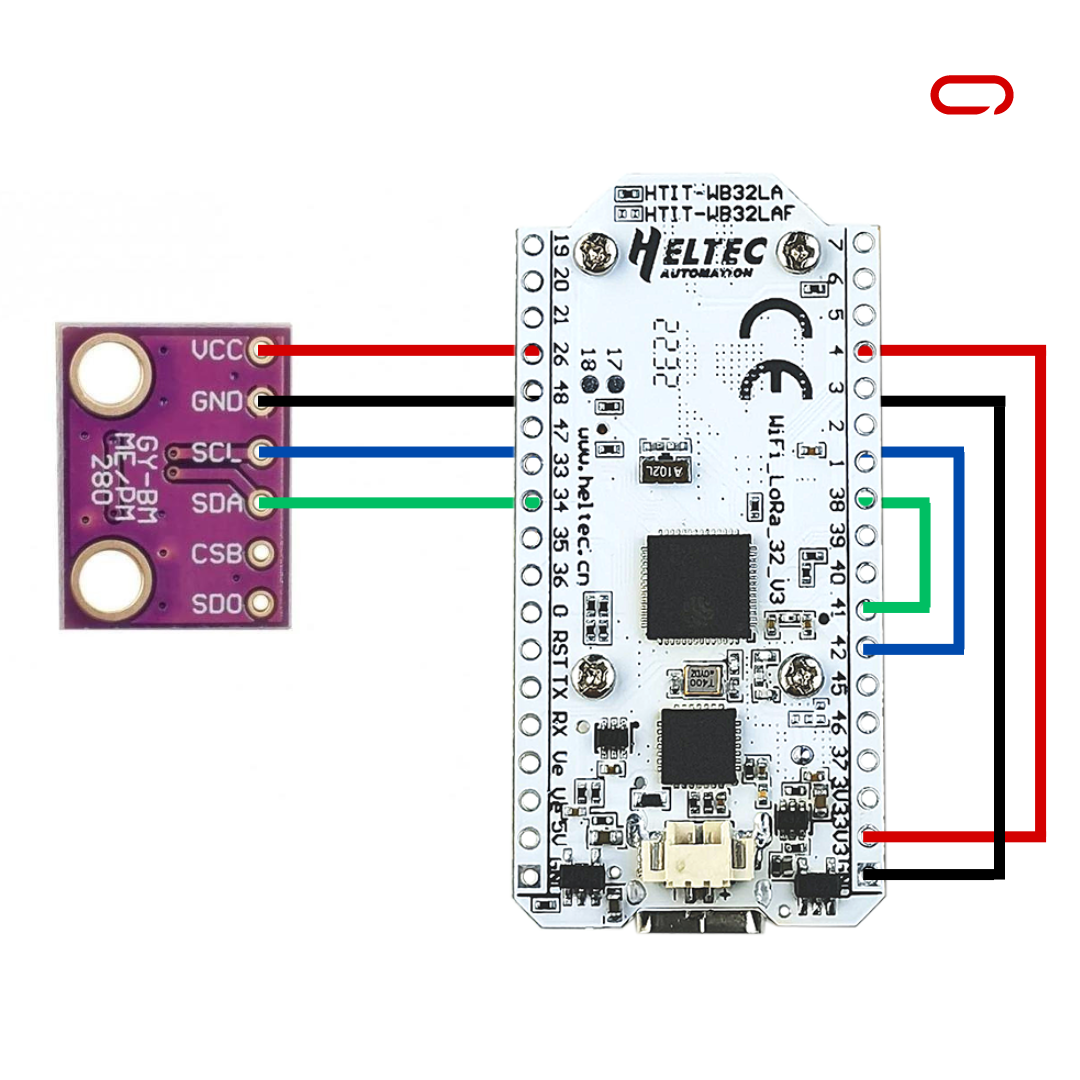 HTIT-WB32LA
HTIT-WB32LAF
HELTEC
AUTOMATION
19
20
21
26
48
47
33
34
35
36
0
RST
TX
RX
Ve
Ve
5V
GND
18
17
2232
www.heltec.cn
A102L
WiFi_LoRa_32_V3
CE
7
6
5
4
3
2
1
38
39
40
41
42
45
46
37
3V3
3V3
GND
+
VCC
GND
SCL
SDA
CSB
SDO
GY-BM
ME/PM
280